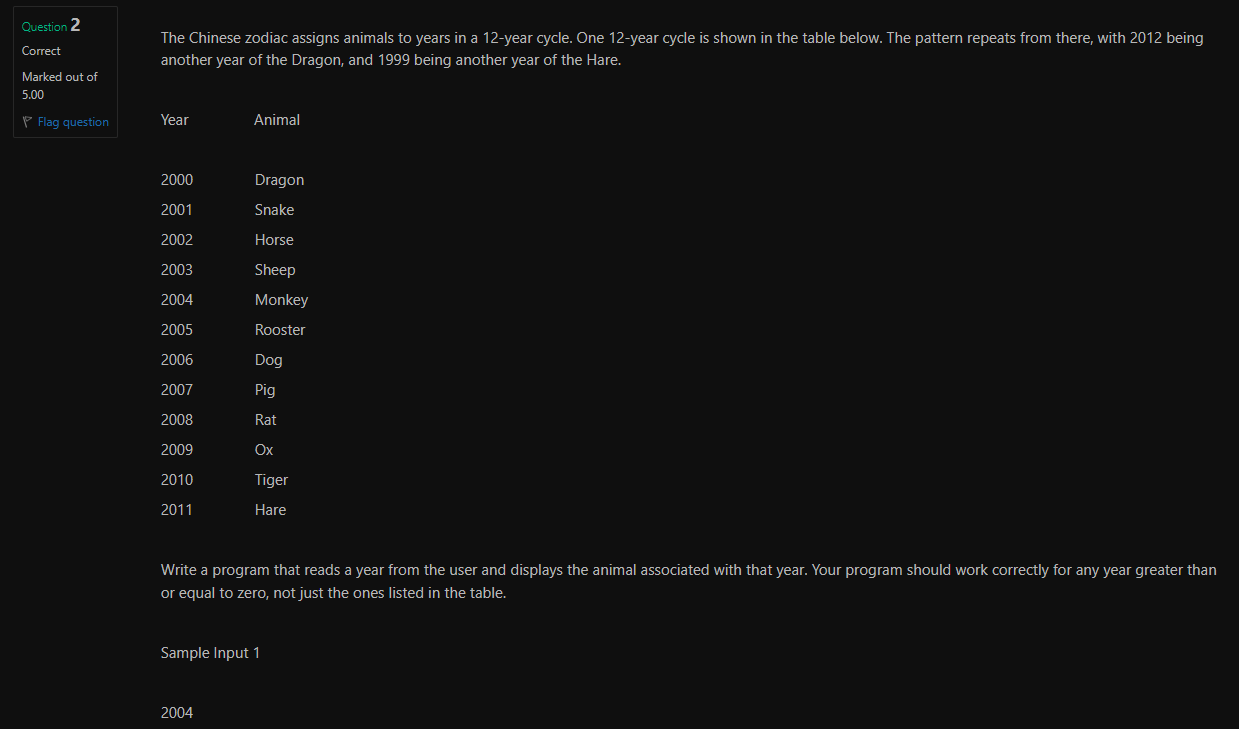 Question 2
Correct
Marked out of
5.00
Flag question
The Chinese zodiac assigns animals to years in a 12-year cycle. One 12-year cycle is shown in the table below. The pattern repeats from there, with 2012 being
another year of the Dragon, and 1999 being another year of the Hare.
Year Animal
2000 Dragon
2001 Snake
2002 Horse
2003 Sheep
2004 Monkey
2005 Rooster
2006 Dog
2007 Pig
2008 Rat
2009 Ox
2010 Tiger
2011 Hare
Write a program that reads a year from the user and displays the animal associated with that year. Your program should work correctly for any year greater than
or equal to zero, not just the ones listed in the table.
Sample Input 1
2004